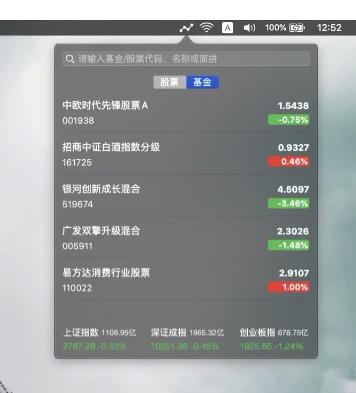 A 100% 12:52
请输入基金/股票代码、名称或简拼
股票 基金
中欧时代先锋股票A 1.5438
001938 -0.75%
招商中证白酒指数分级 0.9327
161725 0.46%
银河创新成长混合 4.5097
519674 -3.46%
广发双擎升级混合 2.3026
005911 -1.48%
易方达消费行业股票 2.9107
110022 1.00%
上证指数 1106.95亿 深证成指 1965.32亿 创业板指 678.75亿
2787.28 -0.33% 10251.88 -0.45% 1925.65 -1.24%